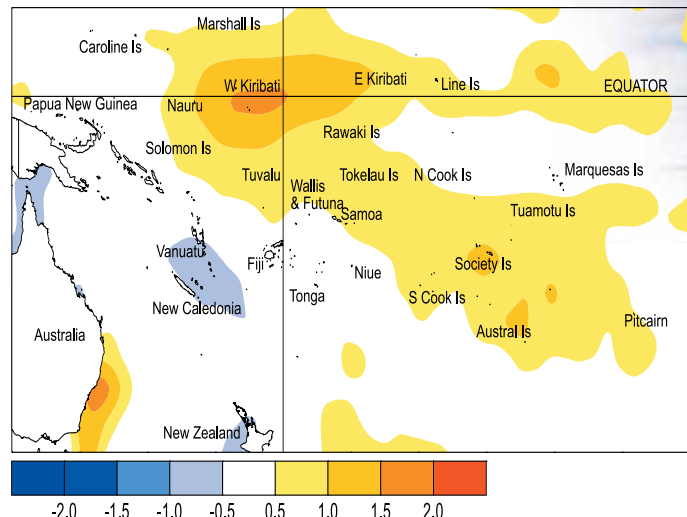 Marshall Is
Caroline Is
W Kiribati
E Kiribati
Line Is
EQUATOR
Papua New Guinea
Nauru
Rawaki Is
Solomon Is
Tuvalu
Wallis
& Futuna
Tokelau Is
N Cook Is
Marquesas Is
Samoa
Tuamotu Is
Vanuatu
Fiji
Niue
Society Is
New Caledonia
Tonga
S Cook Is
Australia
Austral Is
Pitcairn
New Zealand
-2.0 -1.5 -1.0 -0.5 0.5 1.0 1.5 2.0